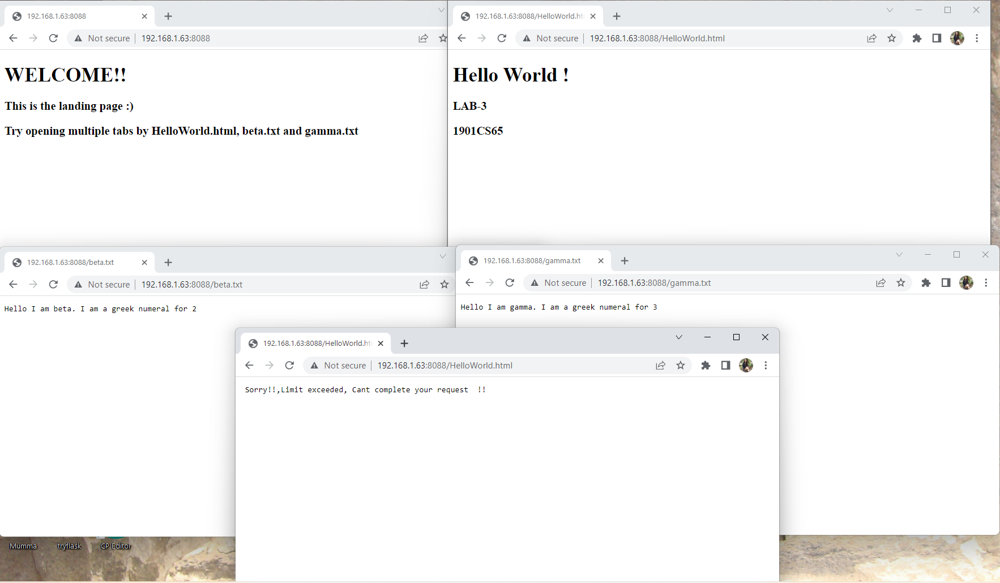 192.168.1.63:8088
Not secure
192.168.1.63:8088
WELCOME!!
This is the landing page :)
Try opening multiple tabs by HelloWorld.html, beta.txt and gamma.txt
192.168.1.63:8088/HelloWorld.ht
Not secure
192.168.1.63:8088/HelloWorld.html
Hello World !
LAB-3
1901CS65
192.168.1.63:8088/beta.txt
Not secure
192.168.1.63:8088/beta.txt
Hello I am beta. I am a greek numeral for 2
192.168.1.63:8088/gamma.txt
Not secure
192.168.1.63:8088/gamma.txt
Hello I am gamma. I am a greek numeral for 3
192.168.1.63:8088/HelloWorld.ht
Not secure
192.168.1.63:8088/HelloWorld.html
Sorry!!,Limit exceeded, Cant complete your request  !!
Mumma
tryflask
CP Editor